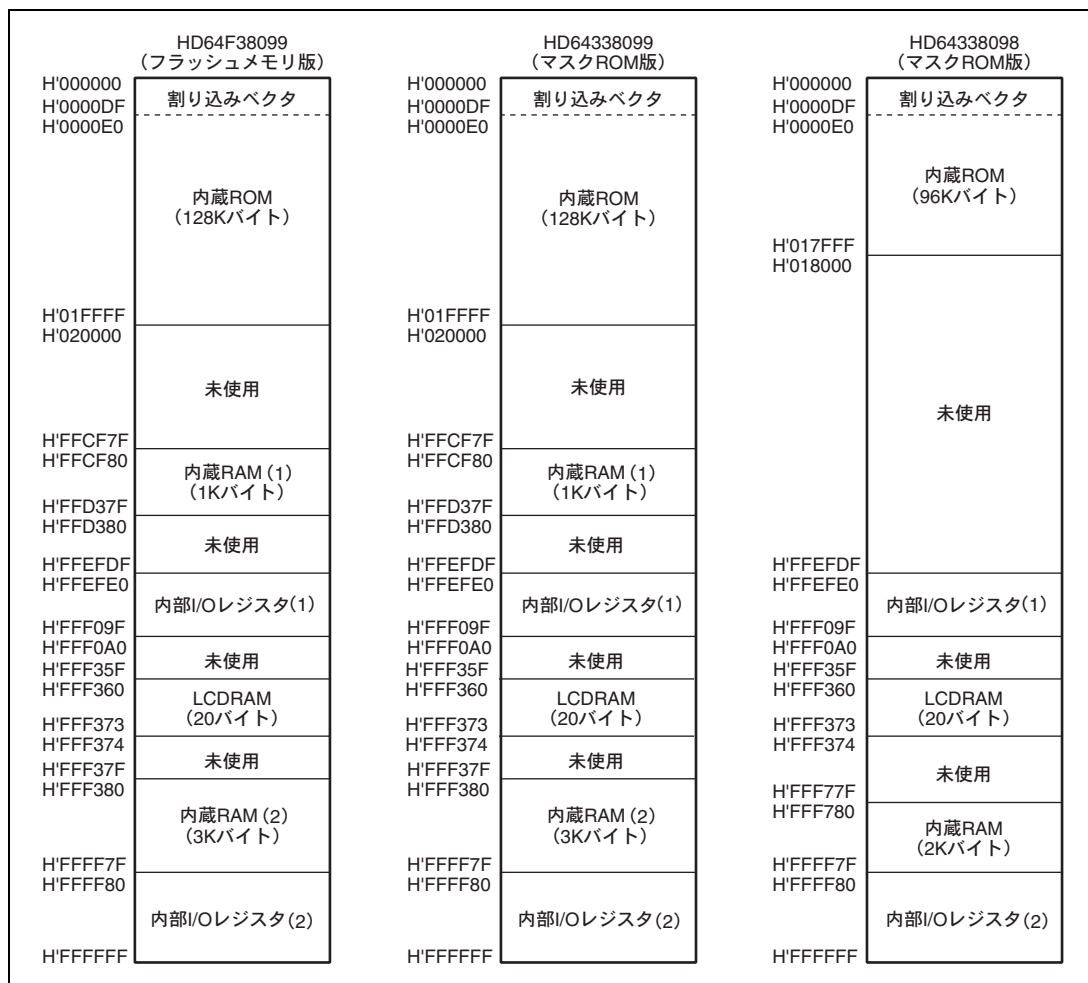 HD64F38099
（フラッシュメモリ版）
H'000000
割り込みベクタ
H'0000DF
H'0000E0
内蔵ROM
（128Kバイト）
H'01FFFF
H'020000
未使用
H'FFCF7F
H'FFCF80
内蔵RAM（1）
（1Kバイト）
H'FFD37F
H'FFD380
未使用
H'FFEFDF
H'FFEFE0
内部I/Oレジスタ(1)
H'FFF09F
H'FFF0A0
未使用
H'FFF35F
H'FFF360
LCDRAM
（20バイト）
H'FFF373
H'FFF374
未使用
H'FFF37F
H'FFF380
内蔵RAM（2）
（3Kバイト）
H'FFFF7F
H'FFFF80
内部I/Oレジスタ(2)
H'FFFFFF
HD64338099
（マスクROM版）
H'000000
割り込みベクタ
H'0000DF
H'0000E0
内蔵ROM
（128Kバイト）
H'01FFFF
H'020000
未使用
H'FFCF7F
H'FFCF80
内蔵RAM（1）
（1Kバイト）
H'FFD37F
H'FFD380
未使用
H'FFEFDF
H'FFEFE0
内部I/Oレジスタ(1)
H'FFF09F
H'FFF0A0
未使用
H'FFF35F
H'FFF360
LCDRAM
（20バイト）
H'FFF373
H'FFF374
未使用
H'FFF37F
H'FFF380
内蔵RAM（2）
（3Kバイト）
H'FFFF7F
H'FFFF80
内部I/Oレジスタ(2)
H'FFFFFF
HD64338098
（マスクROM版）
H'000000
割り込みベクタ
H'0000DF
H'0000E0
内蔵ROM
（96Kバイト）
H'017FFF
H'018000
未使用
H'FFEFDF
H'FFEFE0
内部I/Oレジスタ(1)
H'FFF09F
H'FFF0A0
未使用
H'FFF35F
H'FFF360
LCDRAM
（20バイト）
H'FFF373
H'FFF374
未使用
H'FFF77F
H'FFF780
内蔵RAM
（2Kバイト）
H'FFFF7F
H'FFFF80
内部I/Oレジスタ(2)
H'FFFFFF